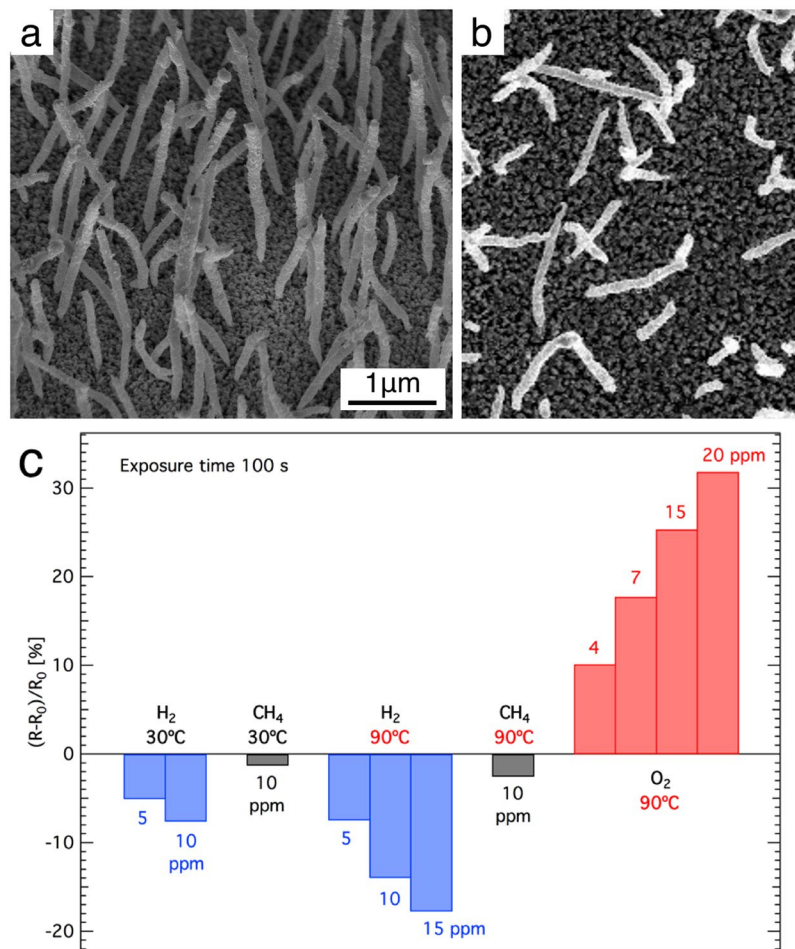 a
b
1μm
c
Exposure time 100 s
(R-R₀)/R₀ [%]
30
20
10
0
-10
-20
H₂
30ºC
5
10
ppm
CH₄
30ºC
10
ppm
H₂
90ºC
5
10
15 ppm
CH₄
90ºC
10
ppm
4
7
15
20 ppm
O₂
90ºC